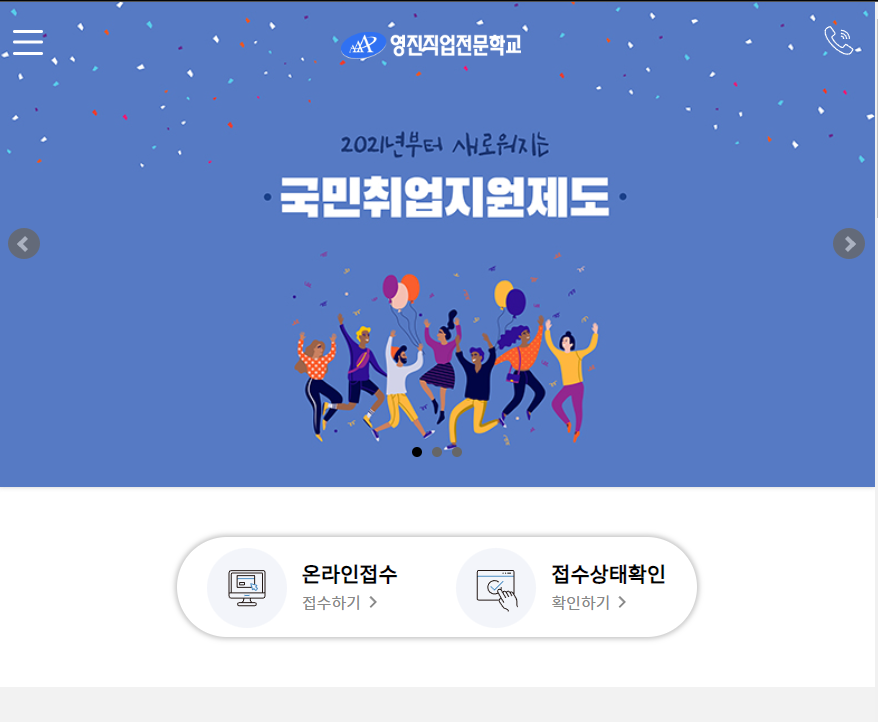 영진직업전문학교
2021년부터 새로워지는
국민취업지원제도
온라인접수
접수하기
접수상태확인
확인하기